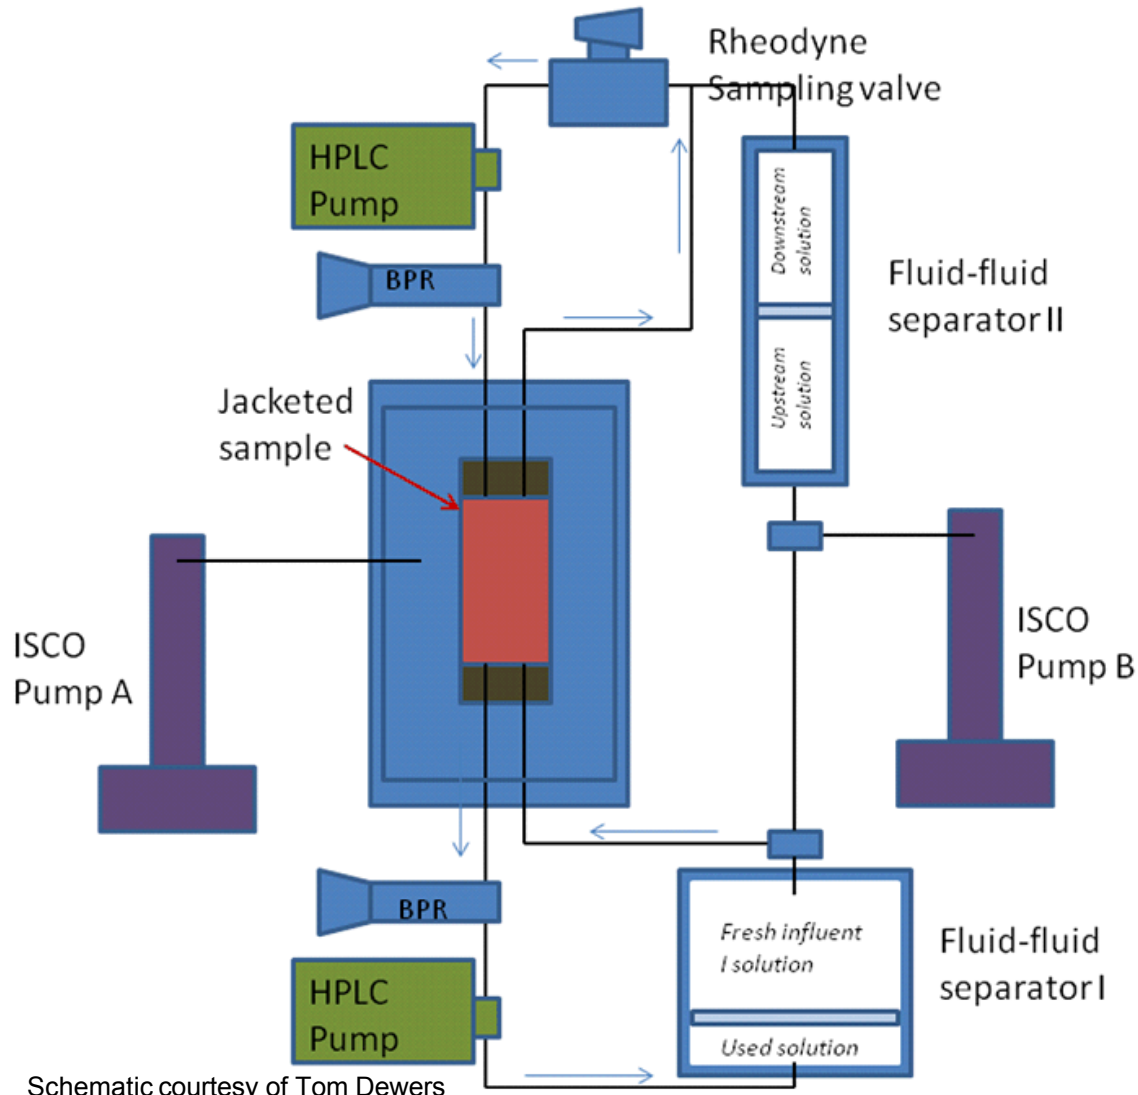 Rheodyne
Sampling valve
HPLC
Pump
BPR
Downstream
solution
Upstream
solution
Fluid-fluid
separator II
Jacketed
sample
ISCO
Pump A
ISCO
Pump B
BPR
HPLC
Pump
Fresh influent
I solution
Used solution
Fluid-fluid
separator I
Schematic courtesy of Tom Dewers